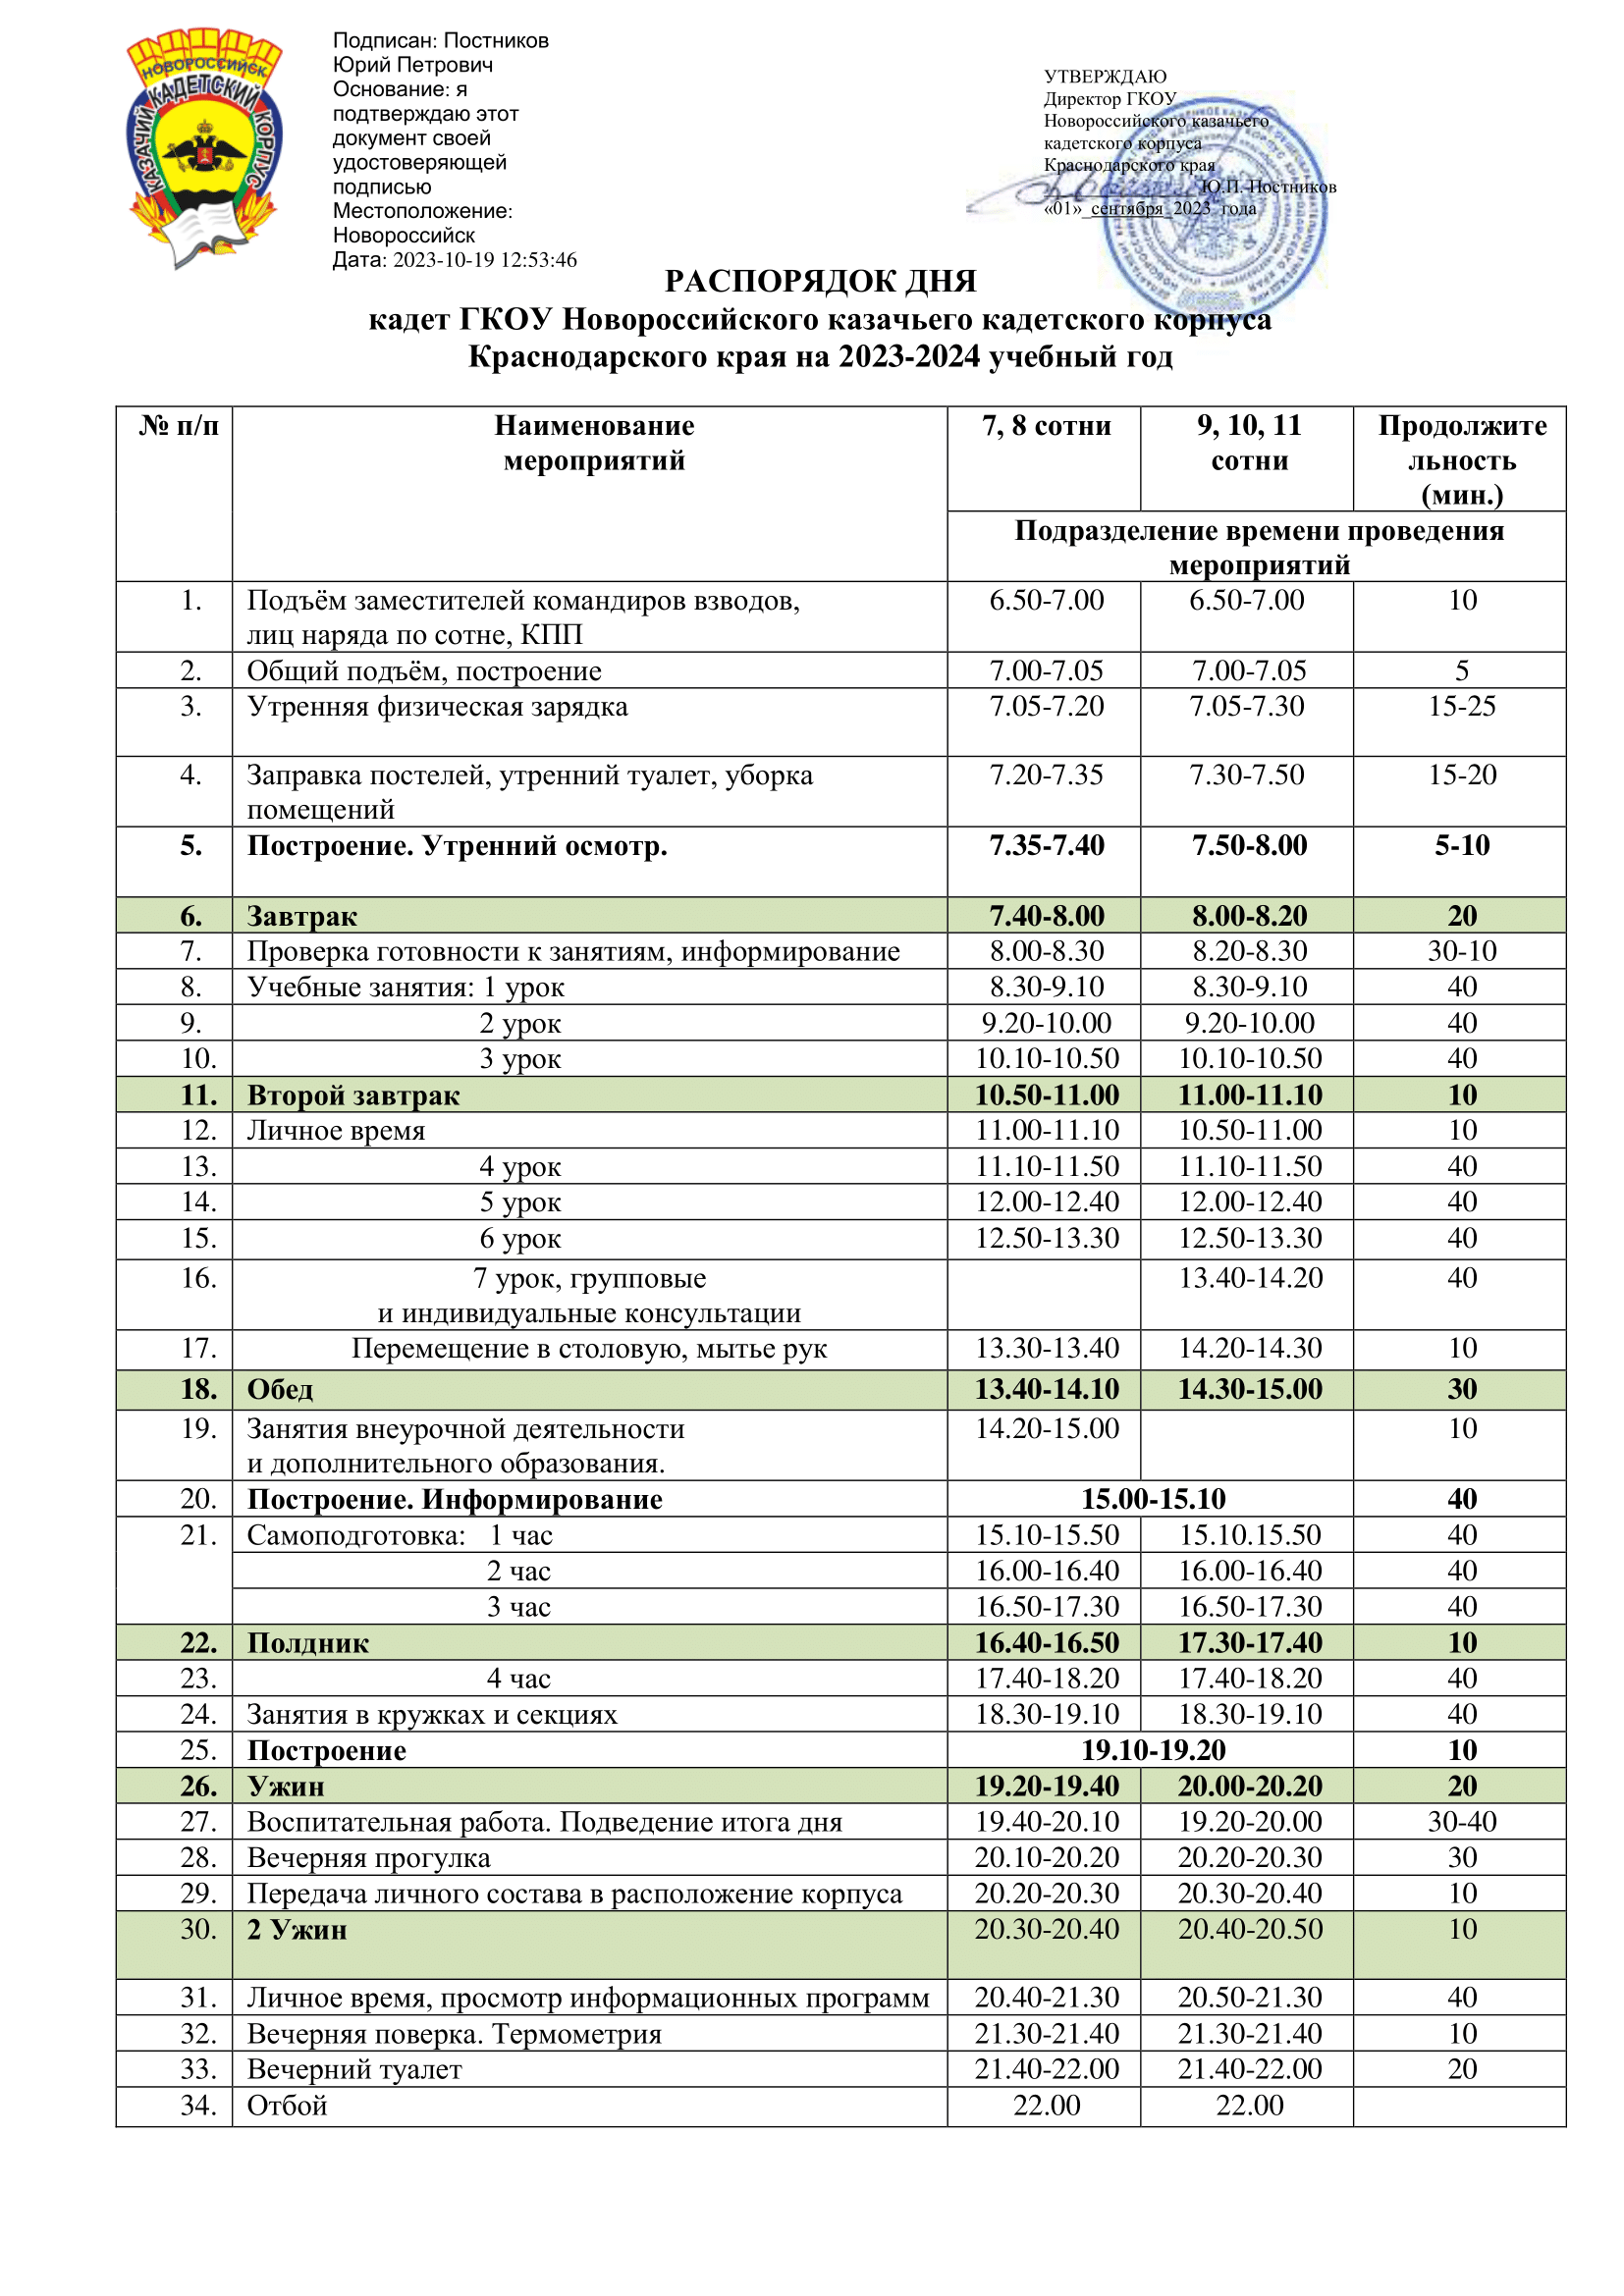 НОВОРОССИЙСК
КАЗАЧИЙ КАДЕТСКИЙ КОРПУС
Подписан: Постников
Юрий Петрович
Основание: я
подтверждаю этот
документ своей
удостоверяющей
подписью
Местоположение:
Новороссийск
Дата: 2023-10-19 12:53:46
УТВЕРЖДАЮ
Директор ГКОУ
Новороссийского казачьего
кадетского корпуса
Краснодарского края
Ю.П. Постников
«01»_сентября_2023 года
РАСПОРЯДОК ДНЯ
кадет ГКОУ Новороссийского казачьего кадетского корпуса
Краснодарского края на 2023-2024 учебный год
№ п/п Наименование 7, 8 сотни 9, 10, 11 Продолжите
мероприятий сотни льность
(мин.)
Подразделение времени проведения
мероприятий
1. Подъём заместителей командиров взводов, 6.50-7.00 6.50-7.00 10
лиц наряда по сотне, КПП
2. Общий подъём, построение 7.00-7.05 7.00-7.05 5
3. Утренняя физическая зарядка 7.05-7.20 7.05-7.30 15-25
4. Заправка постелей, утренний туалет, уборка 7.20-7.35 7.30-7.50 15-20
помещений
5. Построение. Утренний осмотр. 7.35-7.40 7.50-8.00 5-10
6. Завтрак 7.40-8.00 8.00-8.20 20
7. Проверка готовности к занятиям, информирование 8.00-8.30 8.20-8.30 30-10
8. Учебные занятия: 1 урок 8.30-9.10 8.30-9.10 40
9. 2 урок 9.20-10.00 9.20-10.00 40
10. 3 урок 10.10-10.50 10.10-10.50 40
11. Второй завтрак 10.50-11.00 11.00-11.10 10
12. Личное время 11.00-11.10 10.50-11.00 10
13. 4 урок 11.10-11.50 11.10-11.50 40
14. 5 урок 12.00-12.40 12.00-12.40 40
15. 6 урок 12.50-13.30 12.50-13.30 40
16. 7 урок, групповые 13.40-14.20 40
и индивидуальные консультации
17. Перемещение в столовую, мытье рук 13.30-13.40 14.20-14.30 10
18. Обед 13.40-14.10 14.30-15.00 30
19. Занятия внеурочной деятельности 14.20-15.00 10
и дополнительного образования.
20. Построение. Информирование 15.00-15.10 40
21. Самоподготовка: 1 час 15.10-15.50 15.10.15.50 40
2 час 16.00-16.40 16.00-16.40 40
3 час 16.50-17.30 16.50-17.30 40
22. Полдник 16.40-16.50 17.30-17.40 10
23. 4 час 17.40-18.20 17.40-18.20 40
24. Занятия в кружках и секциях 18.30-19.10 18.30-19.10 40
25. Построение 19.10-19.20 10
26. Ужин 19.20-19.40 20.00-20.20 20
27. Воспитательная работа. Подведение итога дня 19.40-20.10 19.20-20.00 30-40
28. Вечерняя прогулка 20.10-20.20 20.20-20.30 30
29. Передача личного состава в расположение корпуса 20.20-20.30 20.30-20.40 10
30. 2 Ужин 20.30-20.40 20.40-20.50 10
31. Личное время, просмотр информационных программ 20.40-21.30 20.50-21.30 40
32. Вечерняя поверка. Термометрия 21.30-21.40 21.30-21.40 10
33. Вечерний туалет 21.40-22.00 21.40-22.00 20
34. Отбой 22.00 22.00